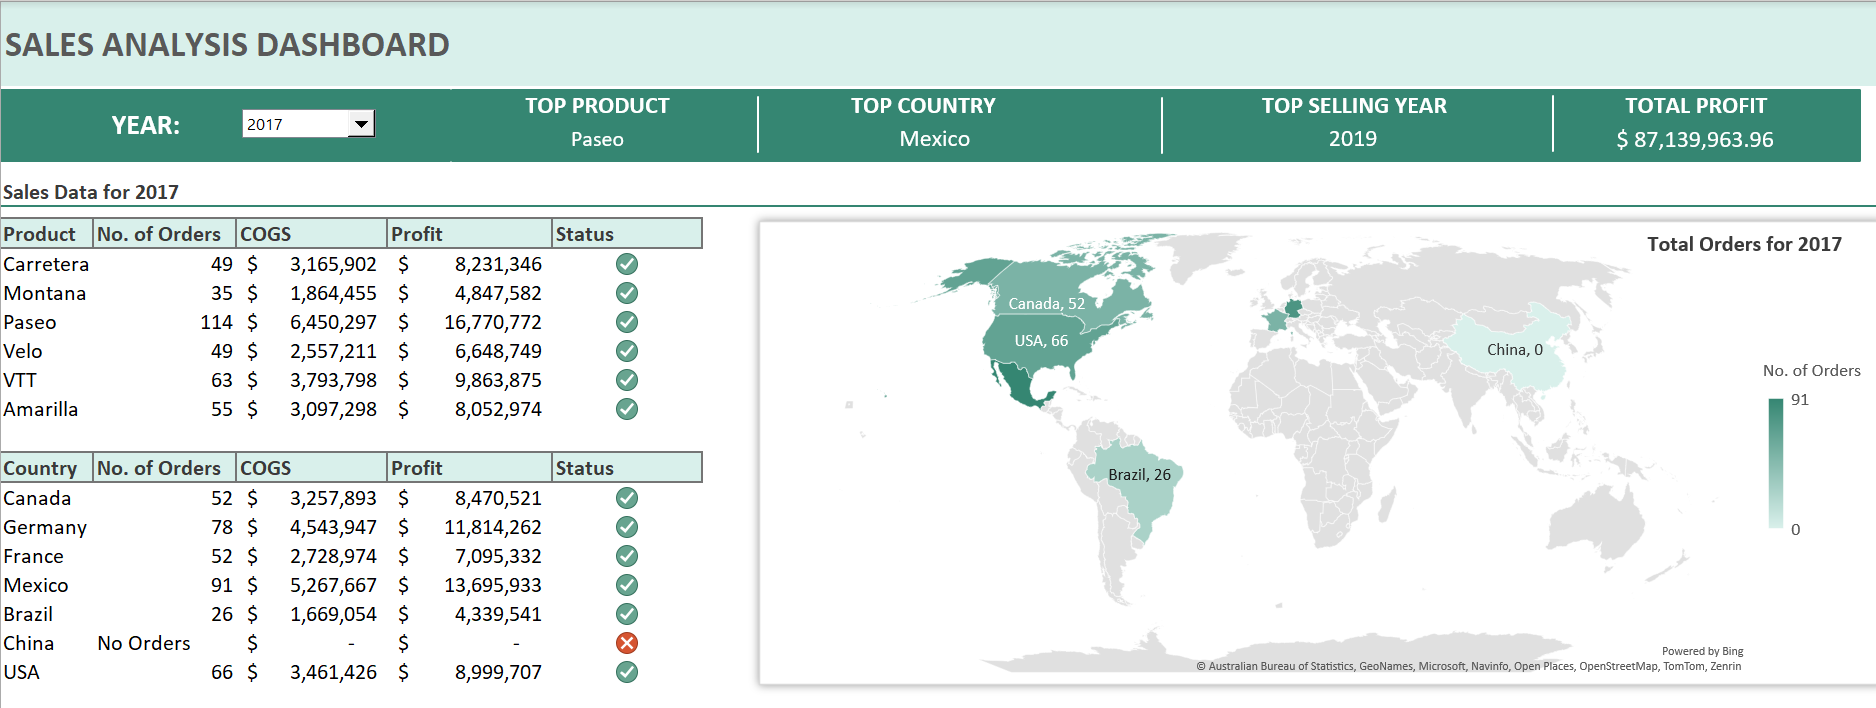 SALES ANALYSIS DASHBOARD
YEAR:
2017
TOP PRODUCT
Paseo
TOP COUNTRY
Mexico
TOP SELLING YEAR
2019
TOTAL PROFIT
$ 87,139,963.96
Sales Data for 2017
Product No. of Orders COGS Profit Status
Carretera 49 $ 3,165,902 $ 8,231,346
Montana 35 $ 1,864,455 $ 4,847,582
Paseo 114 $ 6,450,297 $ 16,770,772
Velo 49 $ 2,557,211 $ 6,648,749
VTT 63 $ 3,793,798 $ 9,863,875
Amarilla 55 $ 3,097,298 $ 8,052,974
Country No. of Orders COGS Profit Status
Canada 52 $ 3,257,893 $ 8,470,521
Germany 78 $ 4,543,947 $ 11,814,262
France 52 $ 2,728,974 $ 7,095,332
Mexico 91 $ 5,267,667 $ 13,695,933
Brazil 26 $ 1,669,054 $ 4,339,541
China No Orders $ - $ -
USA 66 $ 3,461,426 $ 8,999,707
Total Orders for 2017
Canada, 52
USA, 66
China, 0
Brazil, 26
No. of Orders
91
0
Powered by Bing
© Australian Bureau of Statistics, GeoNames, Microsoft, Navinfo, Open Places, OpenStreetMap, TomTom, Zenrin